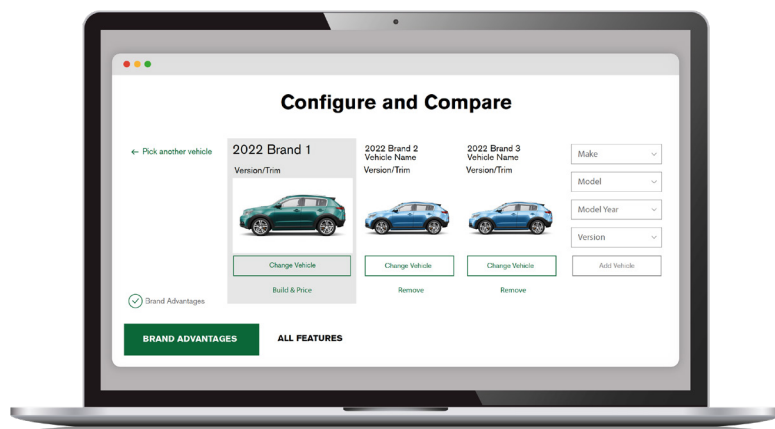 Configure and Compare
← Pick another vehicle
2022 Brand 1
Version/Trim
Change Vehicle
Build & Price
2022 Brand 2
Vehicle Name
Version/Trim
Change Vehicle
Remove
2022 Brand 3
Vehicle Name
Version/Trim
Change Vehicle
Remove
Make
Model
Model Year
Version
Add Vehicle
Brand Advantages
BRAND ADVANTAGES
ALL FEATURES